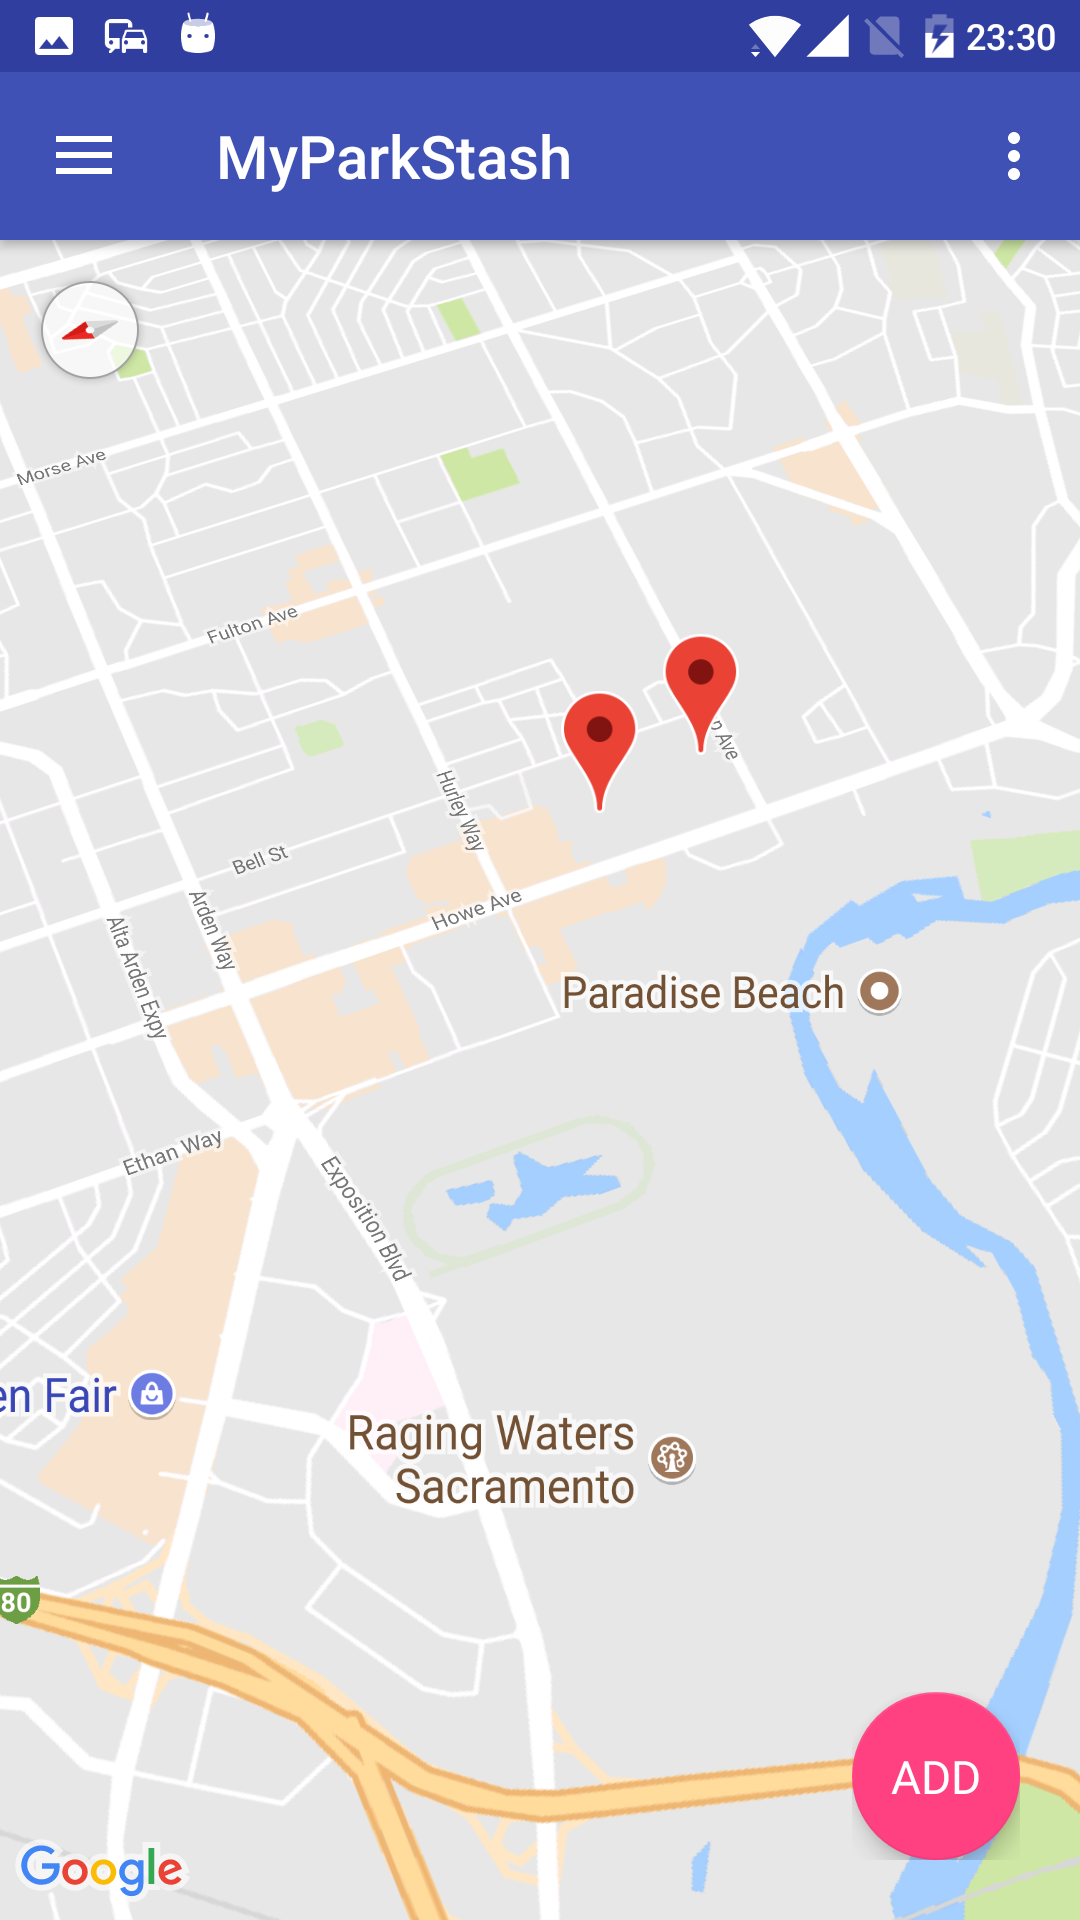 23:30
MyParkStash
Morse Ave
Fulton Ave
n Ave
Hurley Way
Bell St
Arden Way
Howe Ave
Alta Arden Expy
Paradise Beach
Ethan Way
Exposition Blvd
en Fair
Raging Waters
Sacramento
80
ADD
Google